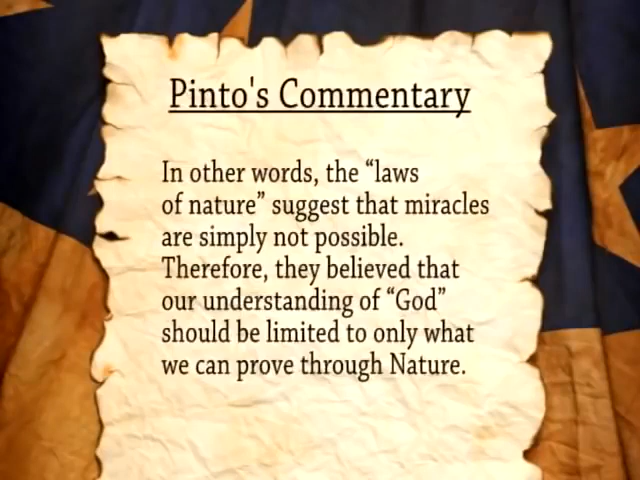 Pinto's Commentary
In other words, the “laws
of nature” suggest that miracles
are simply not possible.
Therefore, they believed that
our understanding of “God”
should be limited to only what
we can prove through Nature.